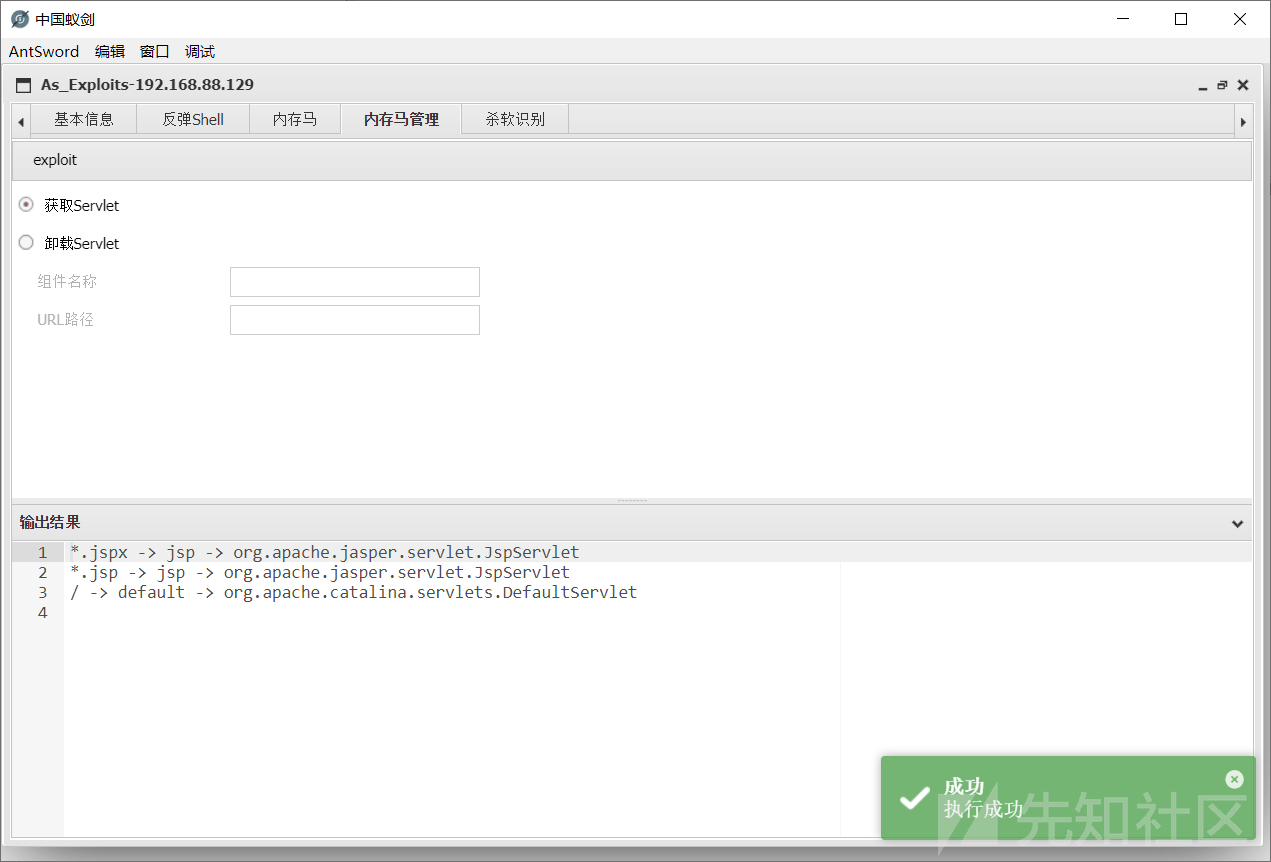 中国蚁剑
AntSword 编辑 窗口 调试
As_Exploits-192.168.88.129
基本信息 反弹Shell 内存马 内存马管理 杀软识别
exploit
获取Servlet
卸载Servlet
组件名称
URL路径
输出结果
1 *.jspx -> jsp -> org.apache.jasper.servlet.JspServlet
2 *.jsp -> jsp -> org.apache.jasper.servlet.JspServlet
3 / -> default -> org.apache.catalina.servlets.DefaultServlet
4
成功
执行成功
先知社区